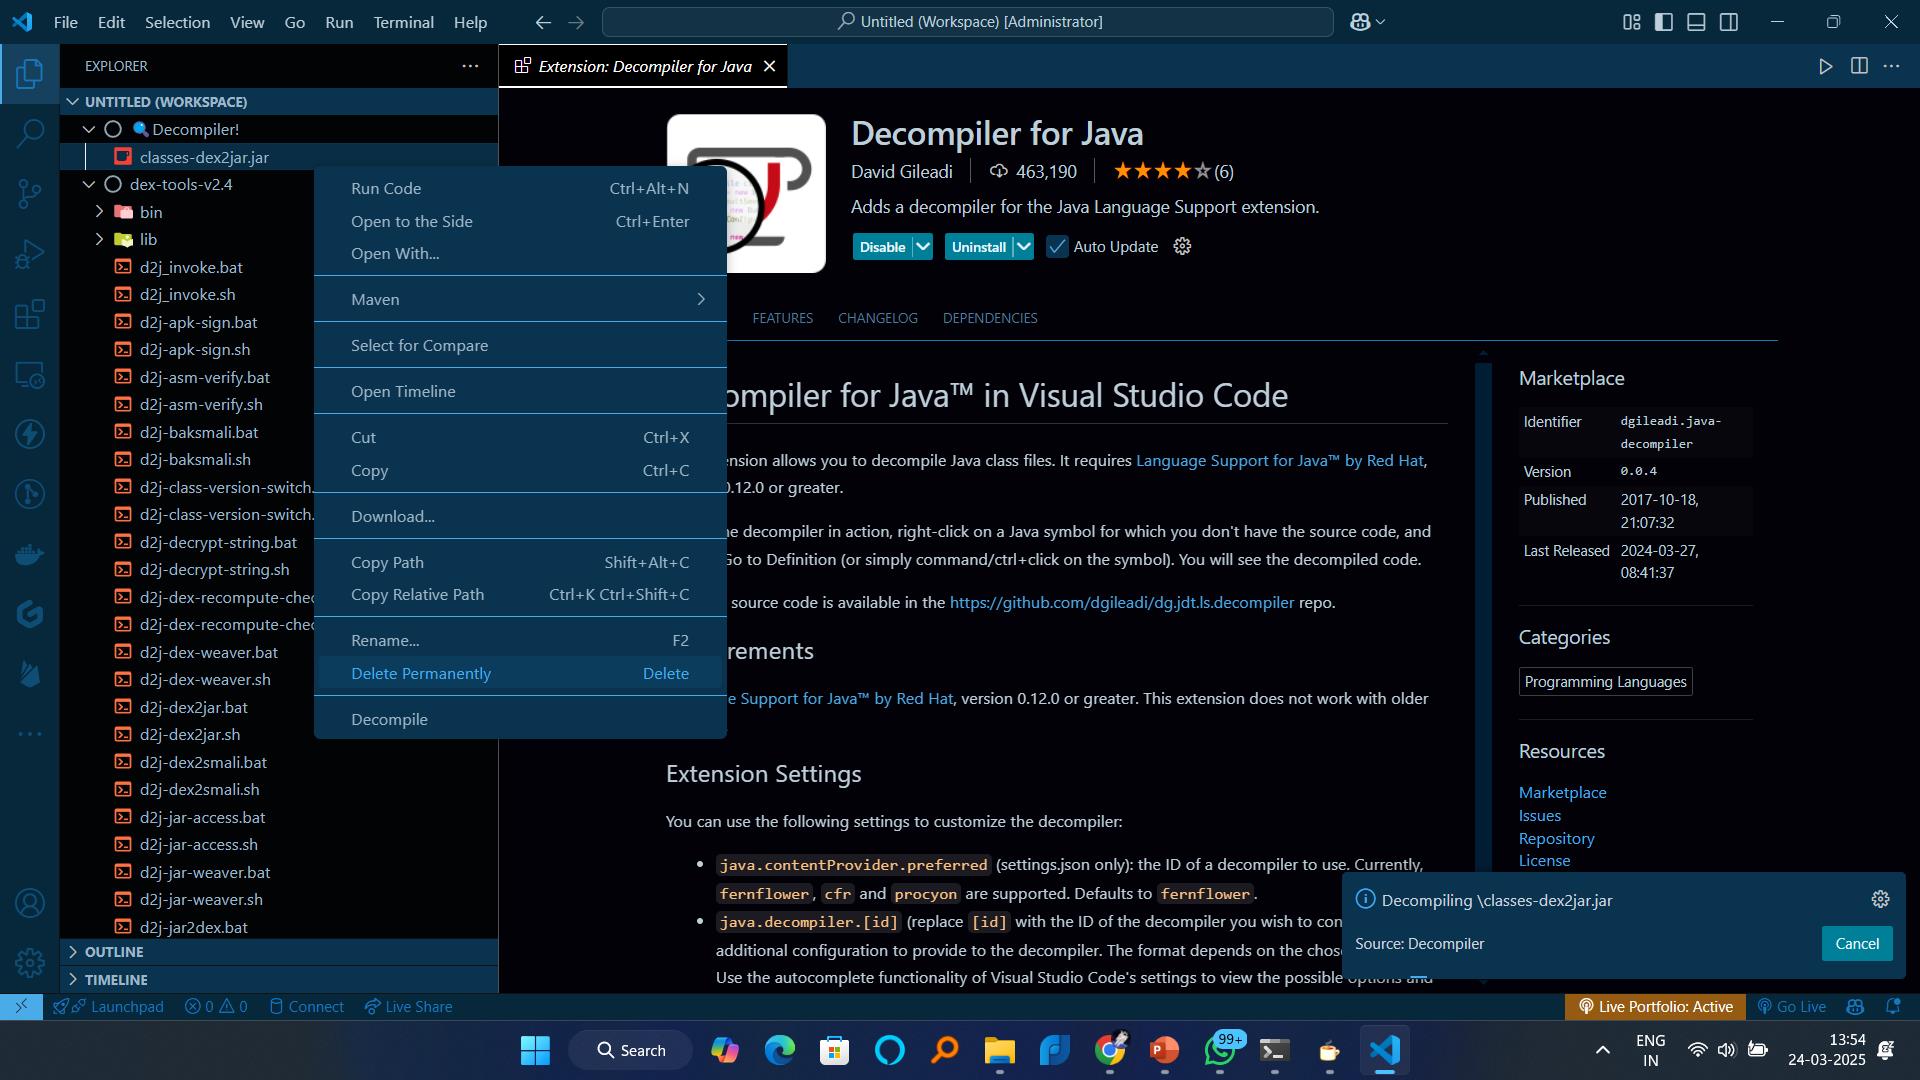 File Edit Selection View Go Run Terminal Help
Untitled (Workspace) [Administrator]
EXPLORER
Extension: Decompiler for Java
UNTITLED (WORKSPACE)
Decompiler!
classes-dex2jar.jar
dex-tools-v2.4
bin
lib
d2j_invoke.bat
d2j_invoke.sh
d2j-apk-sign.bat
d2j-apk-sign.sh
d2j-asm-verify.bat
d2j-asm-verify.sh
d2j-baksmali.bat
d2j-baksmali.sh
d2j-class-version-switch.
d2j-class-version-switch.
d2j-decrypt-string.bat
d2j-decrypt-string.sh
d2j-dex-recompute-chec
d2j-dex-recompute-chec
d2j-dex-weaver.bat
d2j-dex-weaver.sh
d2j-dex2jar.bat
d2j-dex2jar.sh
d2j-dex2smali.bat
d2j-dex2smali.sh
d2j-jar-access.bat
d2j-jar-access.sh
d2j-jar-weaver.bat
d2j-jar-weaver.sh
d2j-jar2dex.bat
OUTLINE
TIMELINE
Run Code Ctrl+Alt+N
Open to the Side Ctrl+Enter
Open With...
Maven
Select for Compare
Open Timeline
Cut Ctrl+X
Copy Ctrl+C
Download...
Copy Path Shift+Alt+C
Copy Relative Path Ctrl+K Ctrl+Shift+C
Rename... F2
Delete Permanently Delete
Decompile
Decompiler for Java
David Gileadi 463,190 (6)
Adds a decompiler for the Java Language Support extension.
Disable Uninstall Auto Update
FEATURES CHANGELOG DEPENDENCIES
ompiler for Java™ in Visual Studio Code
nsion allows you to decompile Java class files. It requires Language Support for Java™ by Red Hat,
0.12.0 or greater.
e decompiler in action, right-click on a Java symbol for which you don't have the source code, and
Go to Definition (or simply command/ctrl+click on the symbol). You will see the decompiled code.
source code is available in the https://github.com/dgileadi/dg.jdt.ls.decompiler repo.
rements
e Support for Java™ by Red Hat, version 0.12.0 or greater. This extension does not work with older
Extension Settings
You can use the following settings to customize the decompiler:
• java.contentProvider.preferred (settings.json only): the ID of a decompiler to use. Currently,
fernflower, cfr and procyon are supported. Defaults to fernflower.
• java.decompiler.[id] (replace [id] with the ID of the decompiler you wish to con
additional configuration to provide to the decompiler. The format depends on the chos
Use the autocomplete functionality of Visual Studio Code's settings to view the possible options and
Marketplace
Identifier dgileadi.java-
decompiler
Version 0.0.4
Published 2017-10-18,
21:07:32
Last Released 2024-03-27,
08:41:37
Categories
Programming Languages
Resources
Marketplace
Issues
Repository
License
Decompiling \classes-dex2jar.jar
Source: Decompiler Cancel
Launchpad 0 0 Connect Live Share
Live Portfolio: Active Go Live
Search
99+
ENG
IN
13:54
24-03-2025